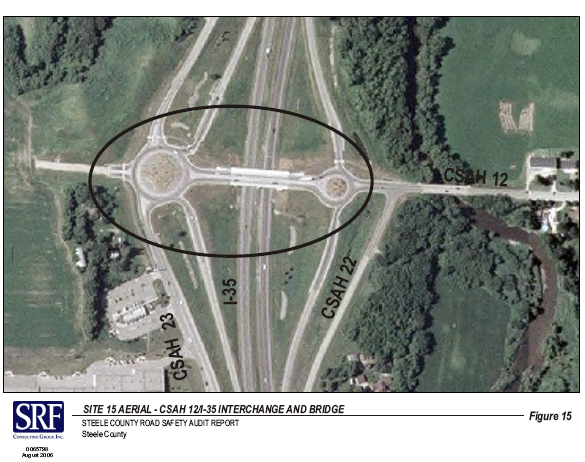 CSAH 12
I-35
CSAH 22
CSAH 23
SRF
CONSULTING GROUP, INC.
0065798
August 2006
SITE 15 AERIAL - CSAH 12/I-35 INTERCHANGE AND BRIDGE
STEELE COUNTY ROAD SAFETY AUDIT REPORT
Steele County
Figure 15